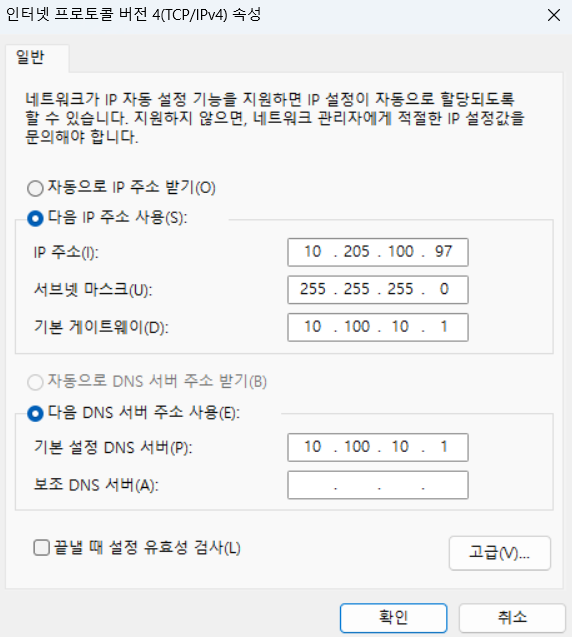 인터넷 프로토콜 버전 4(TCP/IPv4) 속성
일반
네트워크가 IP 자동 설정 기능을 지원하면 IP 설정이 자동으로 할당되도록
할 수 있습니다. 지원하지 않으면, 네트워크 관리자에게 적절한 IP 설정값을
문의해야 합니다.
자동으로 IP 주소 받기(O)
다음 IP 주소 사용(S):
IP 주소(I): 10 . 205 . 100 . 97
서브넷 마스크(U): 255 . 255 . 255 . 0
기본 게이트웨이(D): 10 . 100 . 10 . 1
자동으로 DNS 서버 주소 받기(B)
다음 DNS 서버 주소 사용(E):
기본 설정 DNS 서버(P): 10 . 100 . 10 . 1
보조 DNS 서버(A): . . .
끝낼 때 설정 유효성 검사(L)
고급(V)...
확인 취소